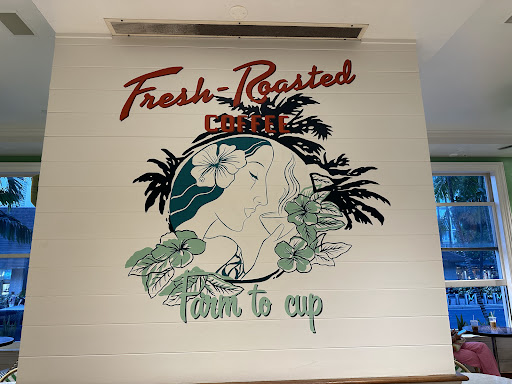 Fresh-Roasted
COFFEE
Farm to cup